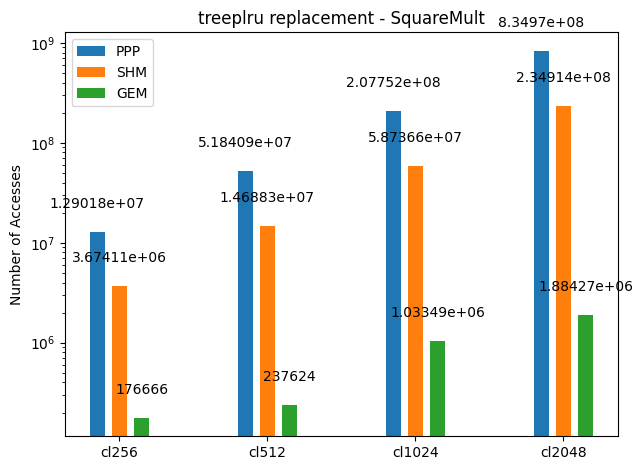 treeplru replacement - SquareMult
8.3497e+08
10^9
PPP
SHM
GEM
2.07752e+08
2.34914e+08
5.18409e+07
5.87366e+07
10^8
1.29018e+07
1.46883e+07
Number of Accesses
10^7
3.67411e+06
1.88427e+06
1.03349e+06
10^6
176666
237624
cl256
cl512
cl1024
cl2048